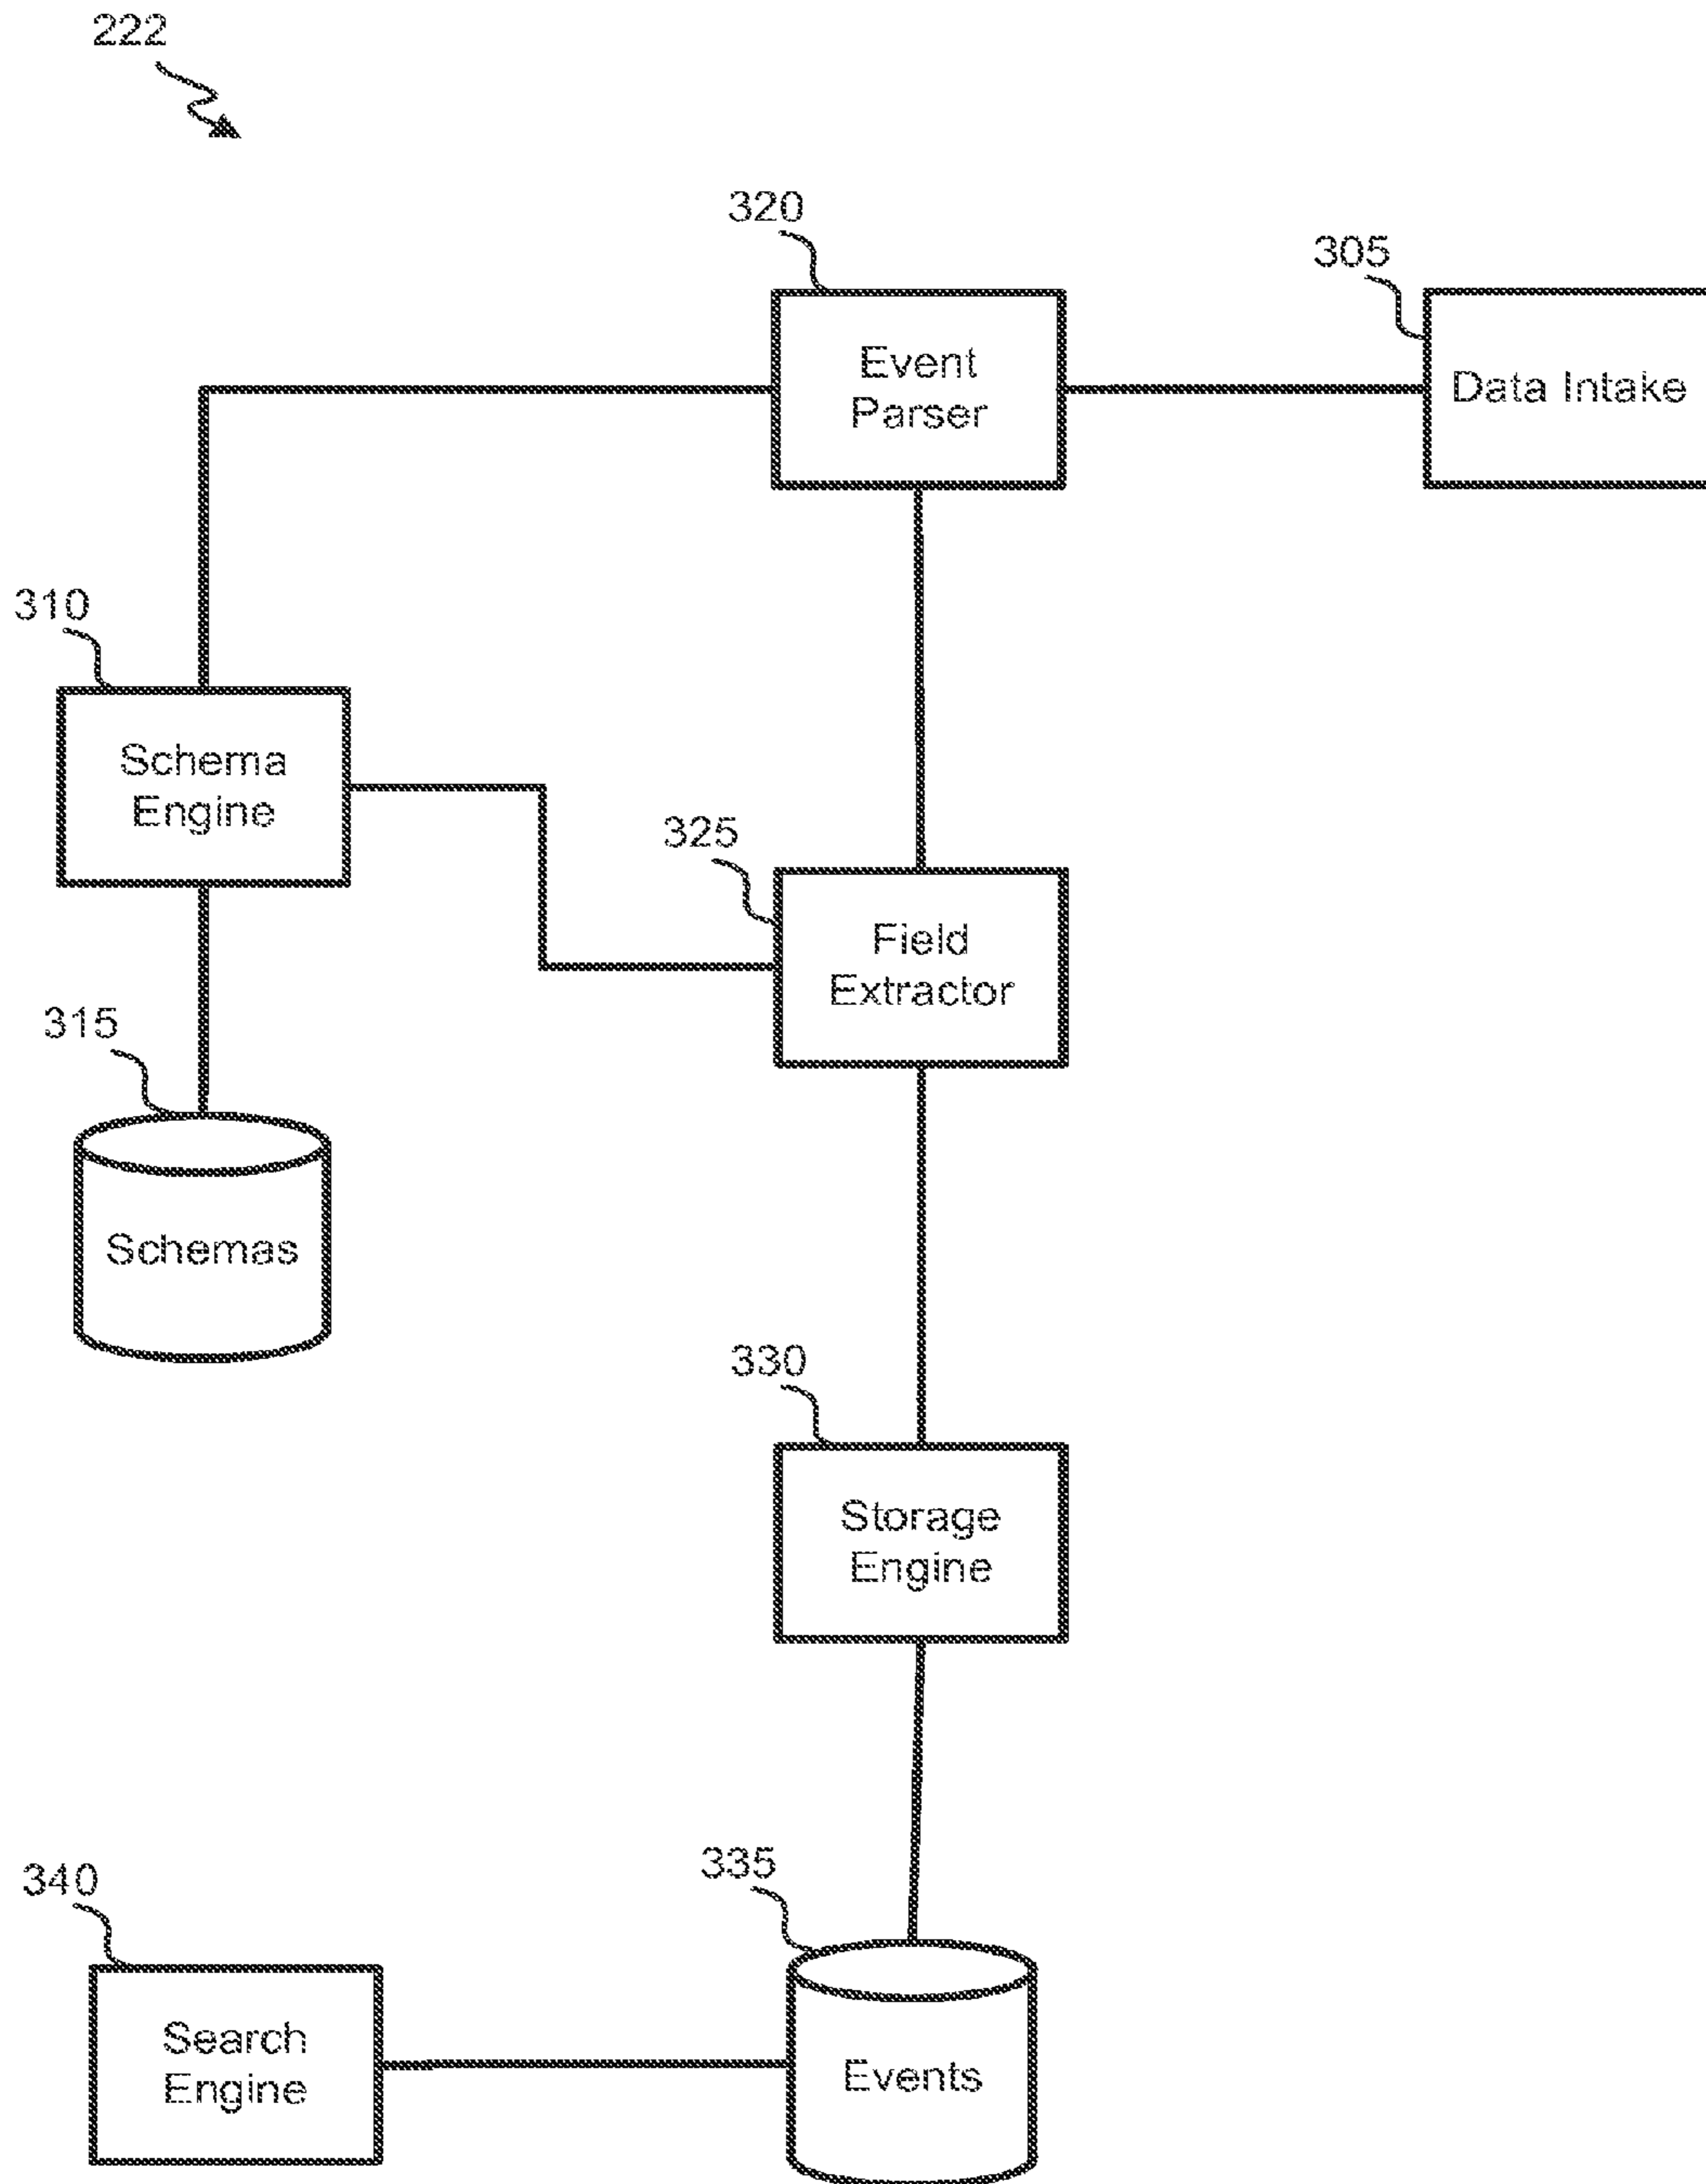 222
320
305
Event
Parser
Data Intake
310
Schema
Engine
325
Field
Extractor
315
Schemas
330
Storage
Engine
335
340
Search
Engine
Events